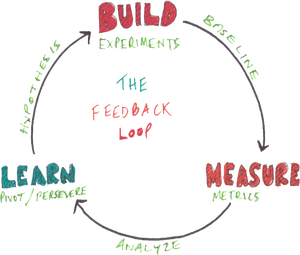 BUILD
EXPERIMENTS
BASELINE
HYPOTHESIS
THE
FEEDBACK
LOOP
LEARN
PIVOT/PERSEVERE
MEASURE
METRICS
ANALYZE